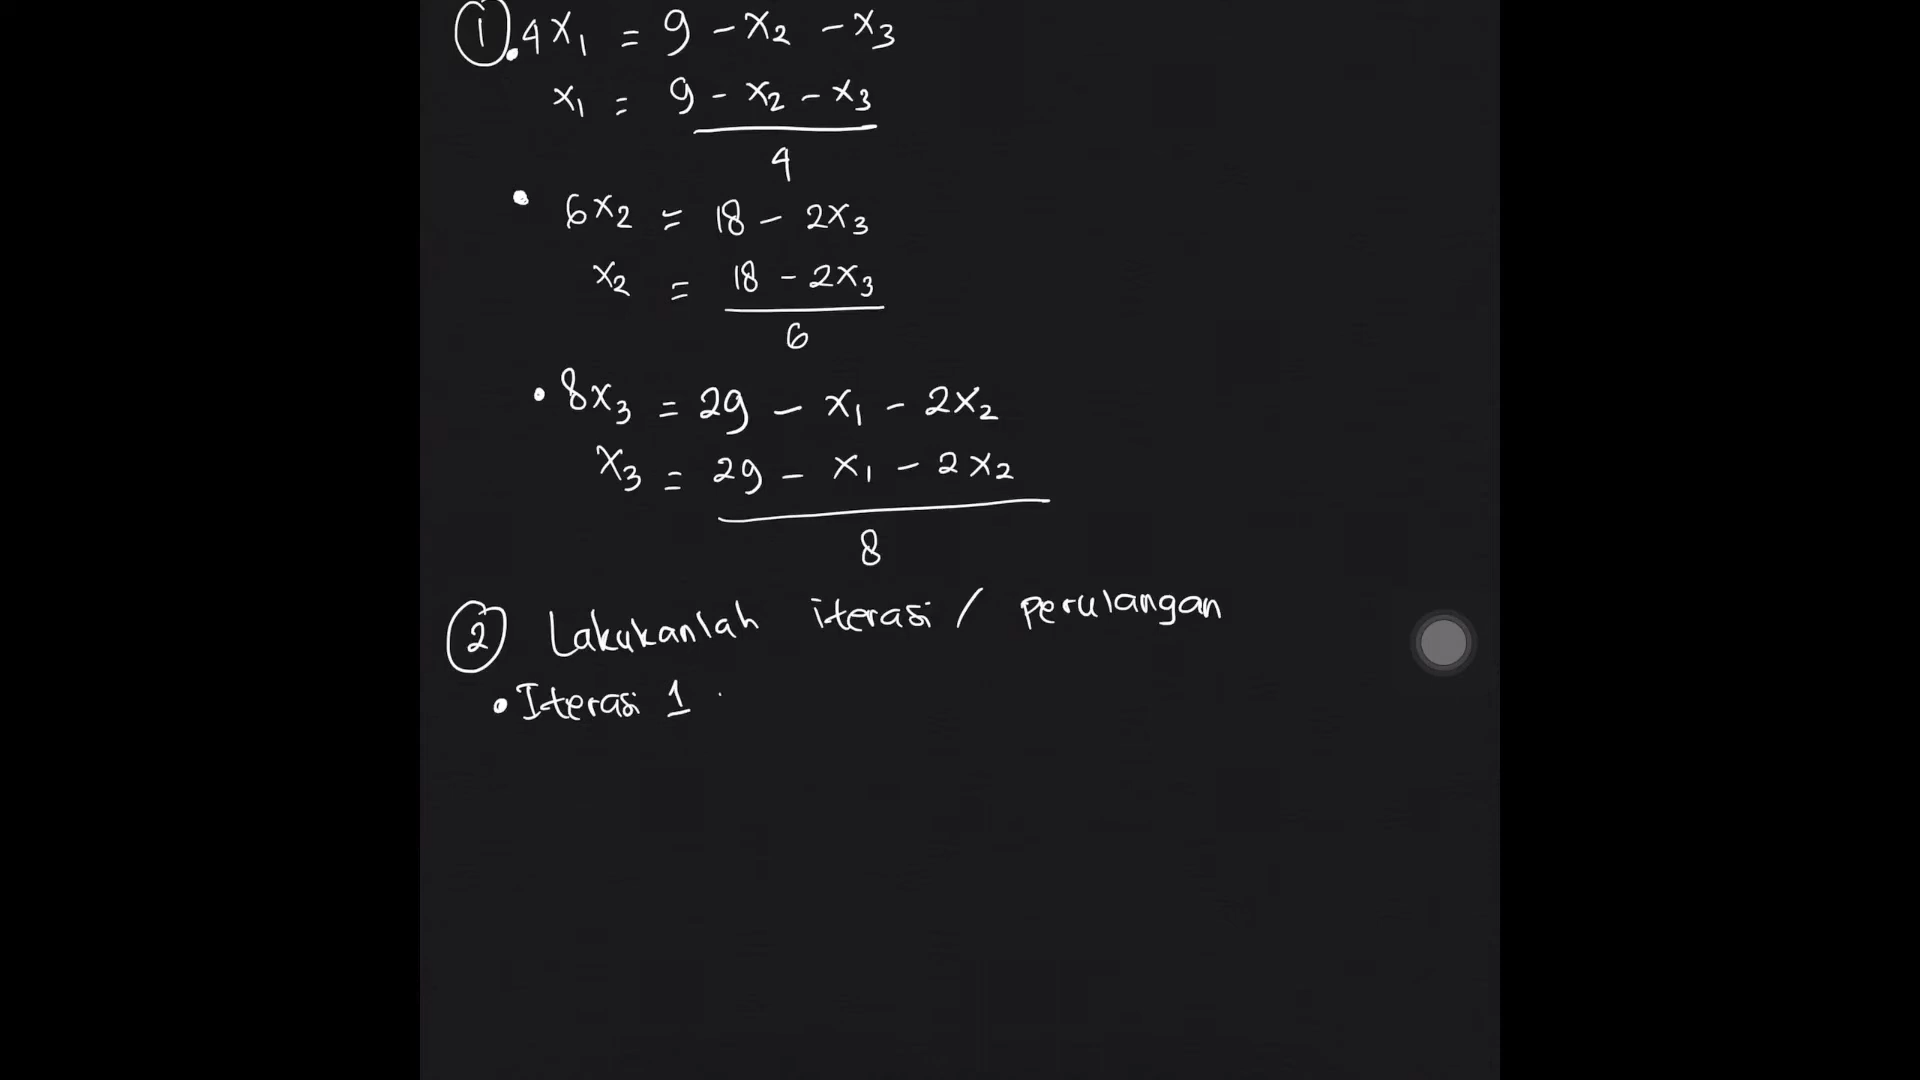 ① . 4x₁ = 9 - x₂ - x₃
x₁ = 9 - x₂ - x₃
4
• 6x₂ = 18 - 2x₃
x₂ = 18 - 2x₃
6
• 8x₃ = 29 - x₁ - 2x₂
x₃ = 29 - x₁ - 2x₂
8
② Lakukanlah iterasi / perulangan
• Iterasi 1